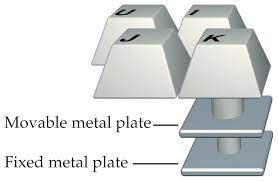 U I
J K
Movable metal plate
Fixed metal plate